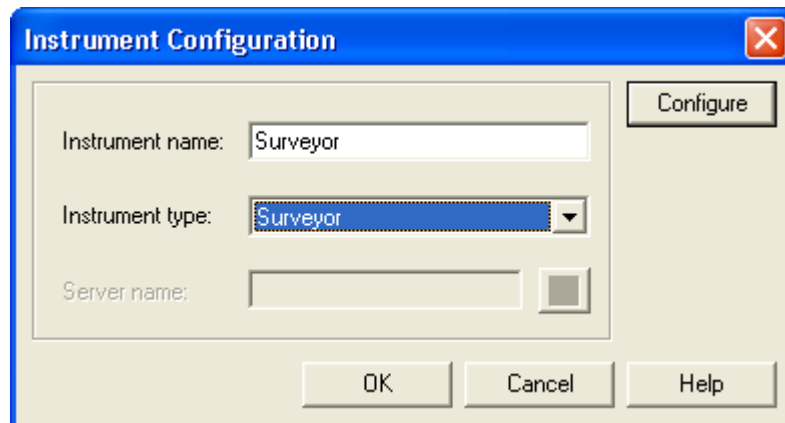 Instrument Configuration
Configure
Instrument name: Surveyor
Instrument type: Surveyor
Server name:
OK Cancel Help